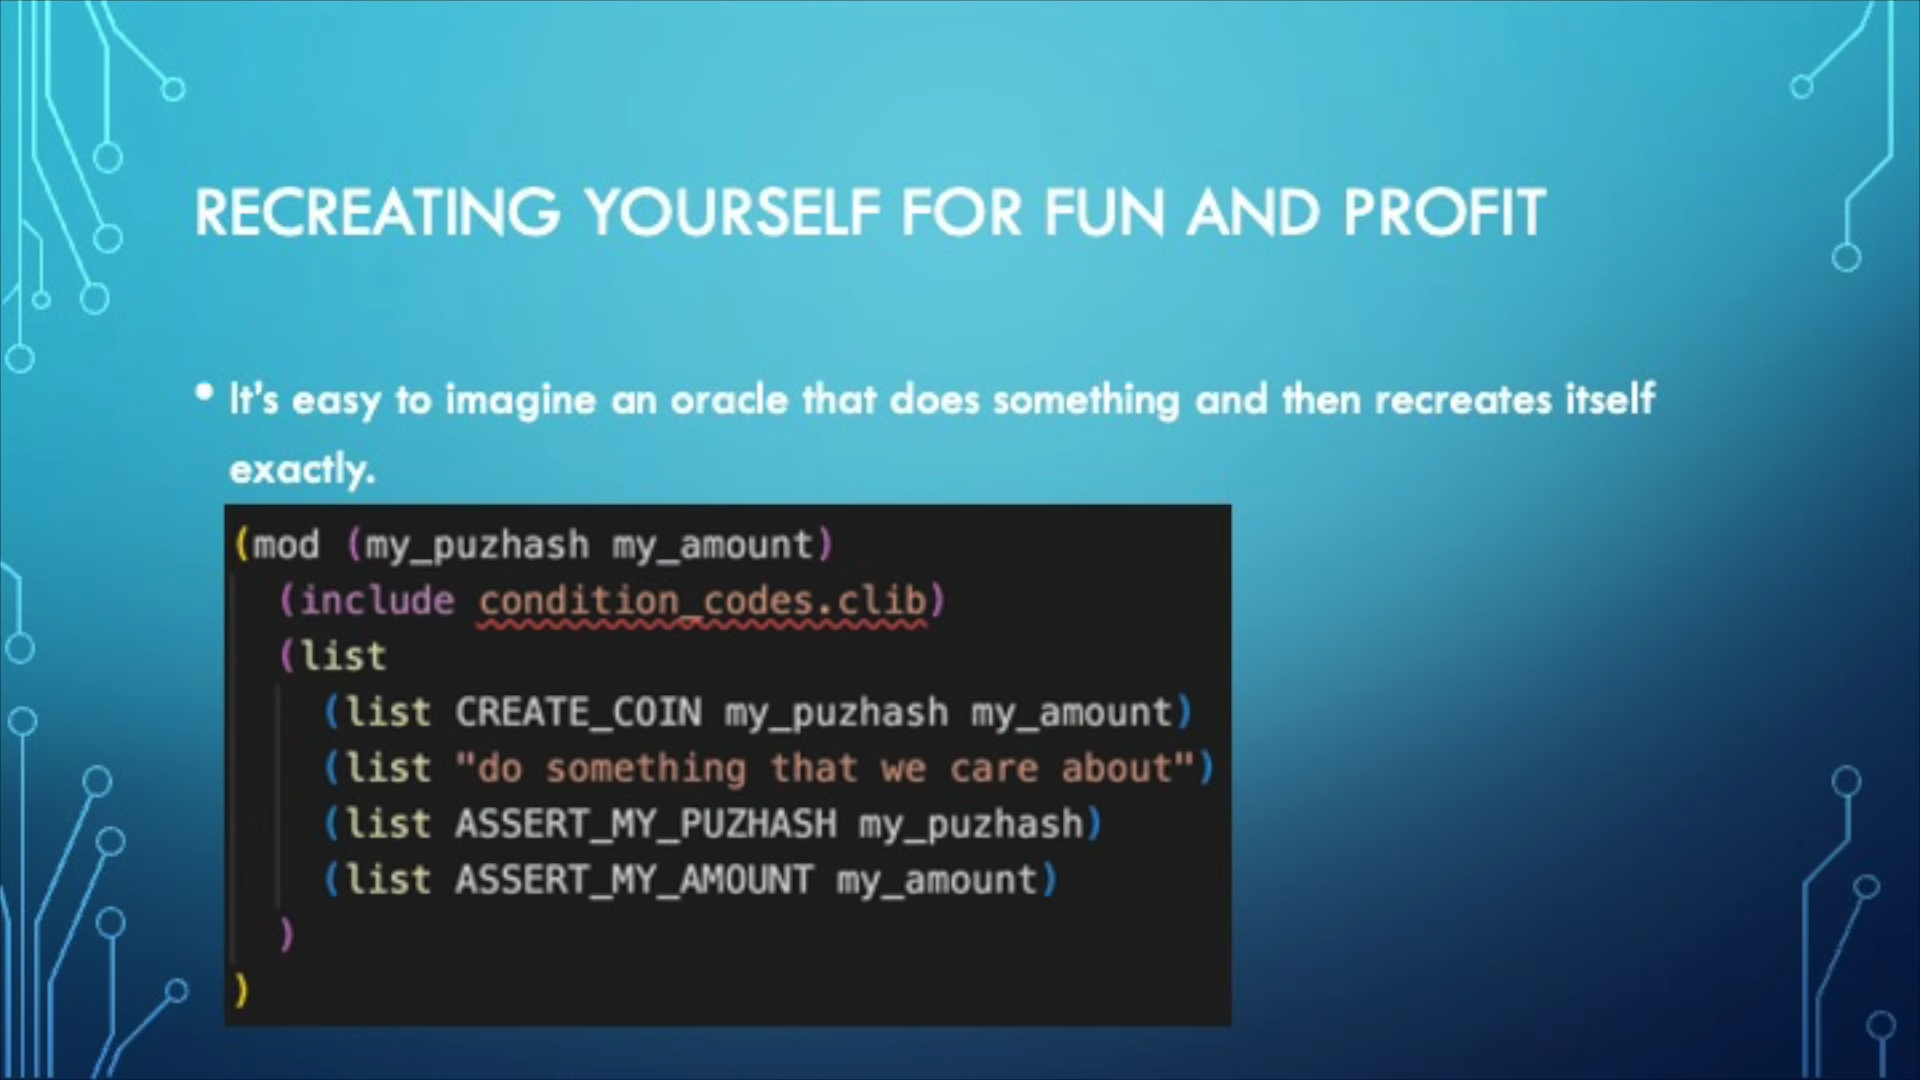 RECREATING YOURSELF FOR FUN AND PROFIT
• It's easy to imagine an oracle that does something and then recreates itself
exactly.
(mod (my_puzhash my_amount)
  (include condition_codes.clib)
  (list
    (list CREATE_COIN my_puzhash my_amount)
    (list "do something that we care about")
    (list ASSERT_MY_PUZHASH my_puzhash)
    (list ASSERT_MY_AMOUNT my_amount)
  )
)